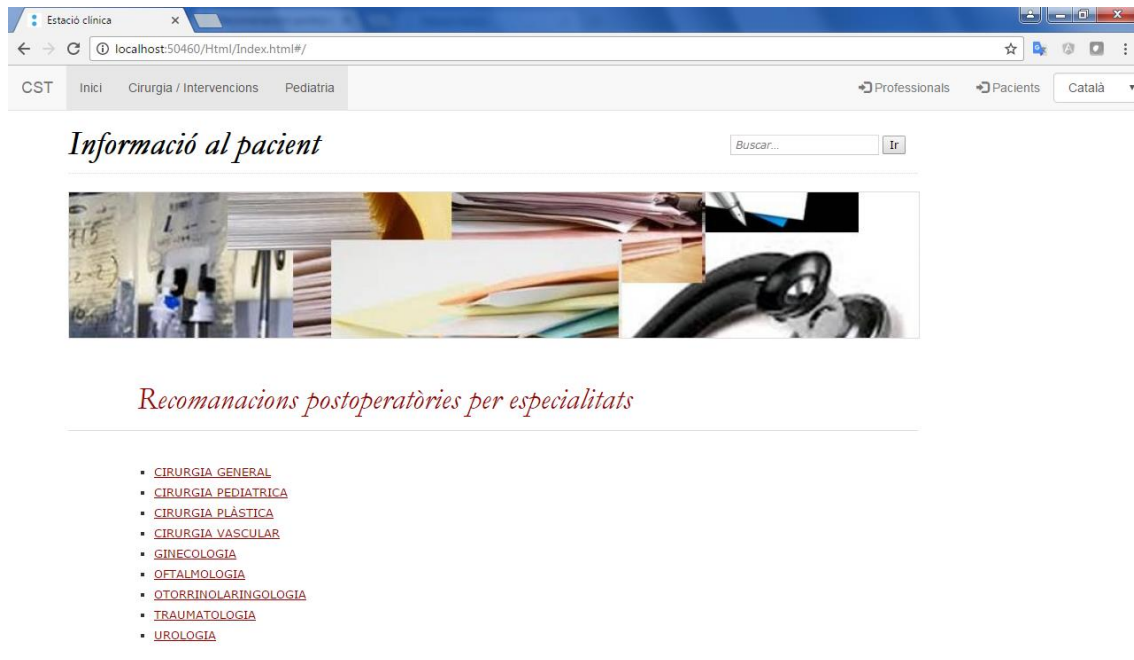 Estació clínica
localhost:50460/Html/Index.html#/
CST Inici Cirurgia / Intervencions Pediatria Professionals Pacients Català
Informació al pacient
Buscar... Ir
Recomanacions postoperatòries per especialitats
CIRURGIA GENERAL
CIRURGIA PEDIATRICA
CIRURGIA PLÀSTICA
CIRURGIA VASCULAR
GINECOLOGIA
OFTALMOLOGIA
OTORRINOLARINGOLOGIA
TRAUMATOLOGIA
UROLOGIA